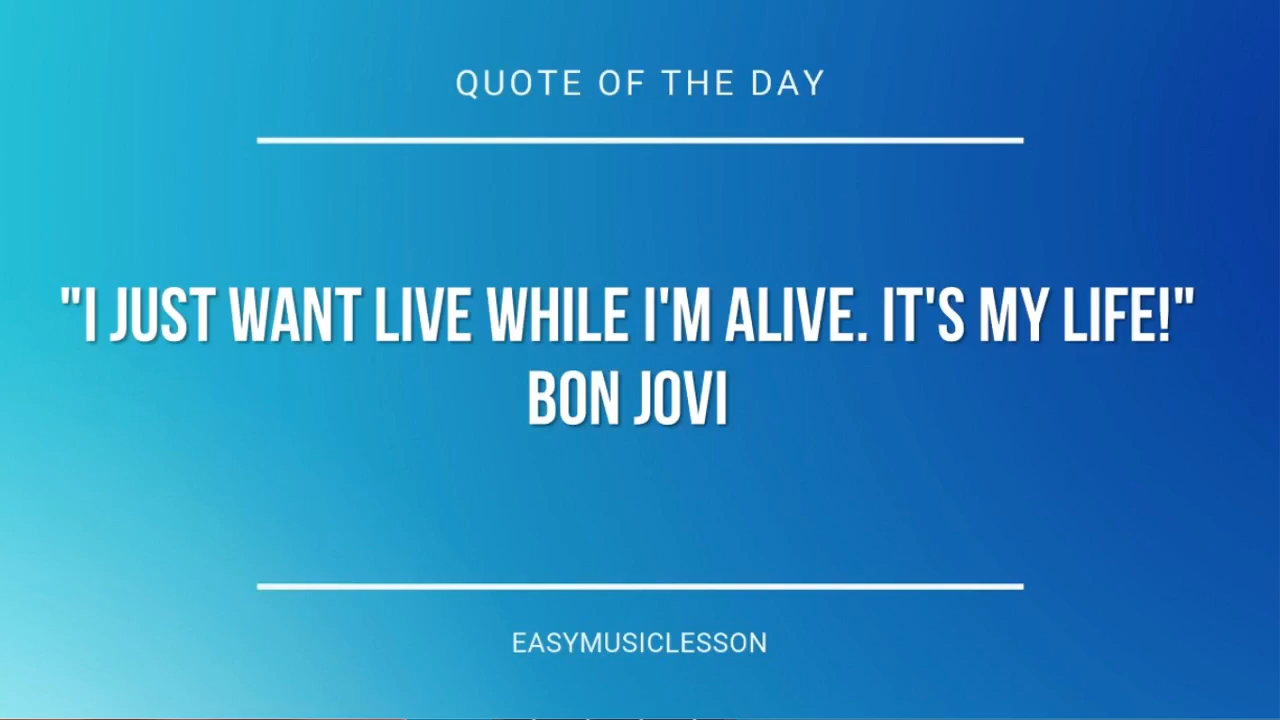 QUOTE OF THE DAY
"I JUST WANT LIVE WHILE I'M ALIVE. IT'S MY LIFE!"
BON JOVI
EASYMUSICLESSON